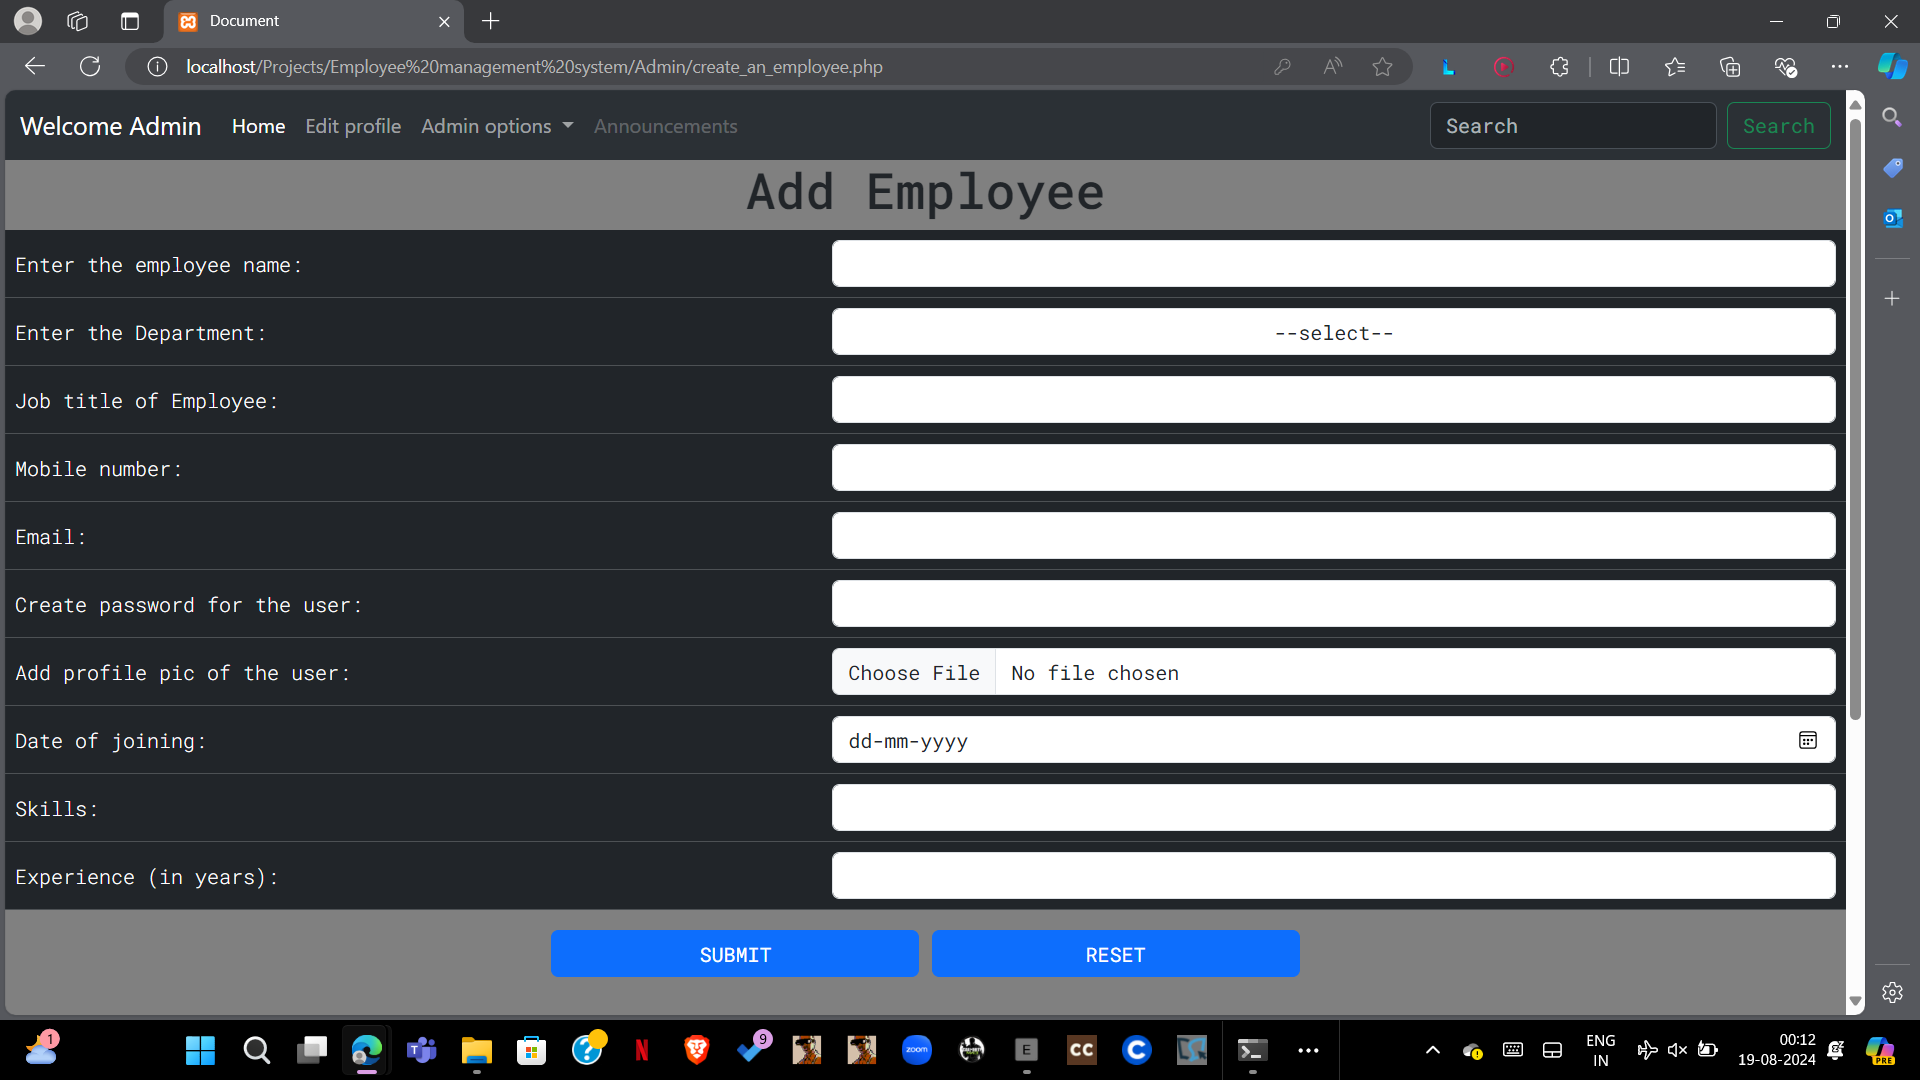 Document
localhost/Projects/Employee%20management%20system/Admin/create_an_employee.php
Welcome Admin Home Edit profile Admin options Announcements Search Search
Add Employee
Enter the employee name:
Enter the Department: --select--
Job title of Employee:
Mobile number:
Email:
Create password for the user:
Add profile pic of the user: Choose File No file chosen
Date of joining: dd-mm-yyyy
Skills:
Experience (in years):
SUBMIT RESET
1
9
zoom
E
CC
C
ENG
IN
00:12
19-08-2024
PRE